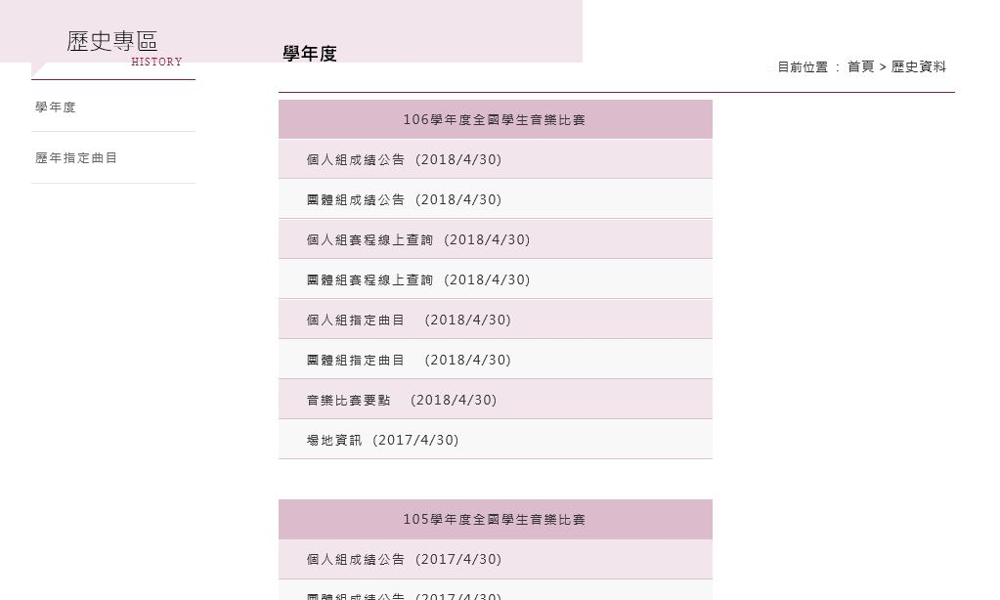 歷史專區
HISTORY
學年度
歷年指定曲目
學年度
目前位置 : 首頁 > 歷史資料
106學年度全國學生音樂比賽
個人組成績公告 (2018/4/30)
團體組成績公告 (2018/4/30)
個人組賽程線上查詢 (2018/4/30)
團體組賽程線上查詢 (2018/4/30)
個人組指定曲目 (2018/4/30)
團體組指定曲目 (2018/4/30)
音樂比賽要點 (2018/4/30)
場地資訊 (2017/4/30)
105學年度全國學生音樂比賽
個人組成績公告 (2017/4/30)
團體組成績公告 (2017/4/30)